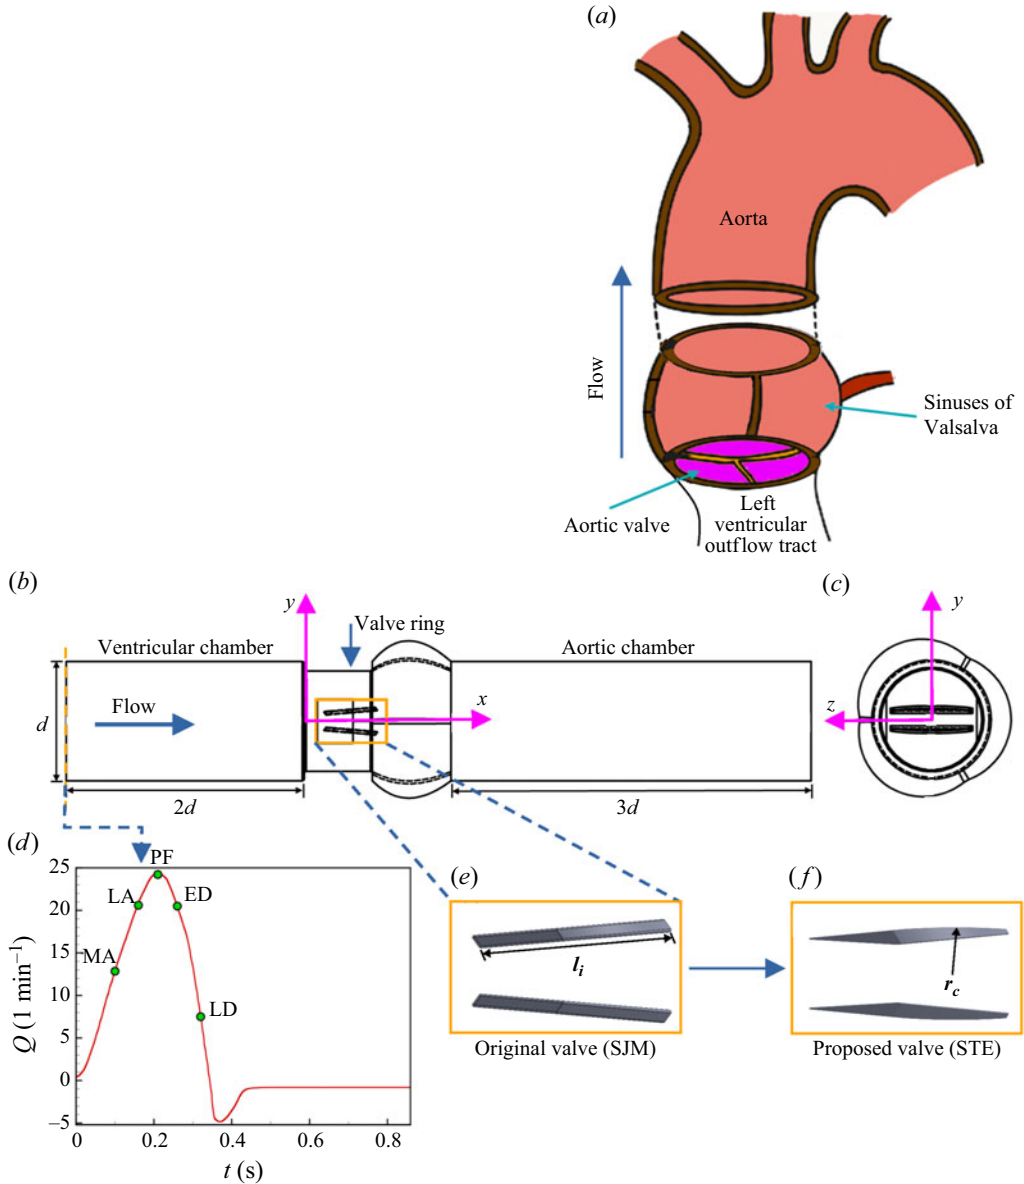 (a)
Aorta
Flow
Sinuses of
Valsalva
Aortic valve
Left
ventricular
outflow tract
(b)
y
Valve ring
Ventricular chamber
Aortic chamber
Flow
x
d
2d
3d
(c)
y
z
(d)
PF
LA
ED
MA
LD
25
20
15
10
5
0
–5
Q (1 min–1)
0
0.2
0.4
0.6
0.8
t (s)
(e)
li
Original valve (SJM)
(f)
rc
Proposed valve (STE)